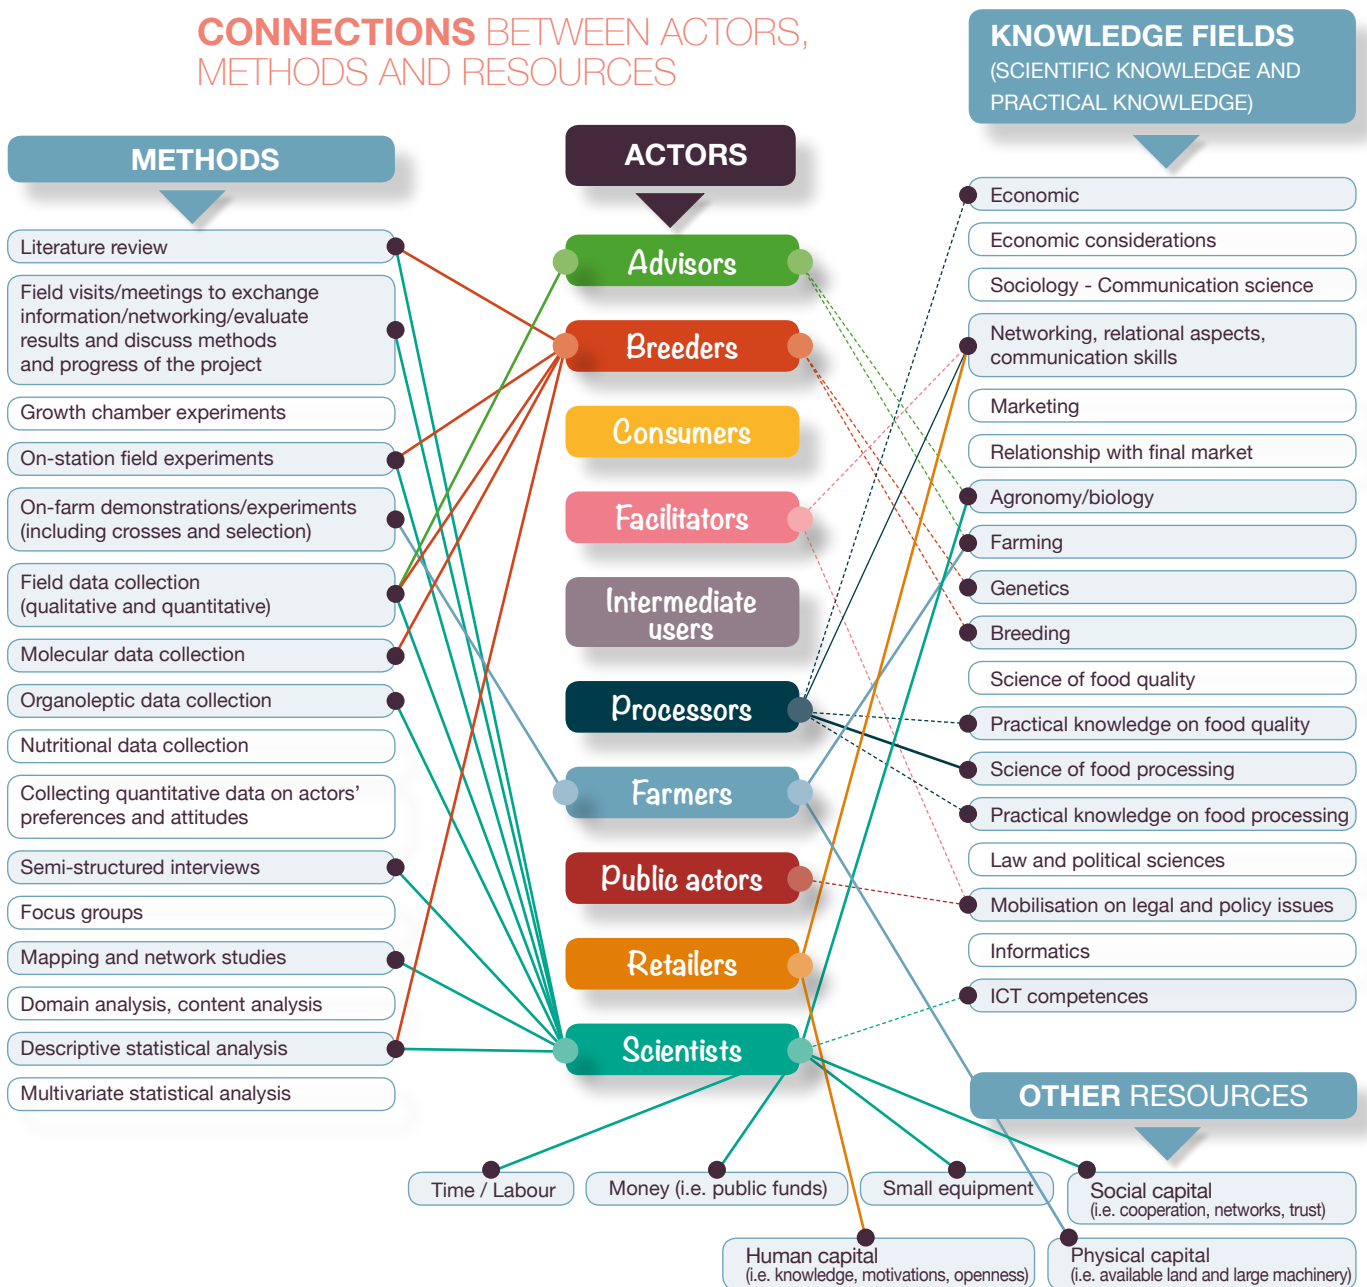 CONNECTIONS BETWEEN ACTORS,
METHODS AND RESOURCES
METHODS
Literature review
Field visits/meetings to exchange
information/networking/evaluate
results and discuss methods
and progress of the project
Growth chamber experiments
On-station field experiments
On-farm demonstrations/experiments
(including crosses and selection)
Field data collection
(qualitative and quantitative)
Molecular data collection
Organoleptic data collection
Nutritional data collection
Collecting quantitative data on actors’
preferences and attitudes
Semi-structured interviews
Focus groups
Mapping and network studies
Domain analysis, content analysis
Descriptive statistical analysis
Multivariate statistical analysis
ACTORS
Advisors
Breeders
Consumers
Facilitators
Intermediate
users
Processors
Farmers
Public actors
Retailers
Scientists
KNOWLEDGE FIELDS
(SCIENTIFIC KNOWLEDGE AND
PRACTICAL KNOWLEDGE)
Economic
Economic considerations
Sociology - Communication science
Networking, relational aspects,
communication skills
Marketing
Relationship with final market
Agronomy/biology
Farming
Genetics
Breeding
Science of food quality
Practical knowledge on food quality
Science of food processing
Practical knowledge on food processing
Law and political sciences
Mobilisation on legal and policy issues
Informatics
ICT competences
OTHER RESOURCES
Time / Labour
Money (i.e. public funds)
Small equipment
Social capital
(i.e. cooperation, networks, trust)
Human capital
(i.e. knowledge, motivations, openness)
Physical capital
(i.e. available land and large machinery)